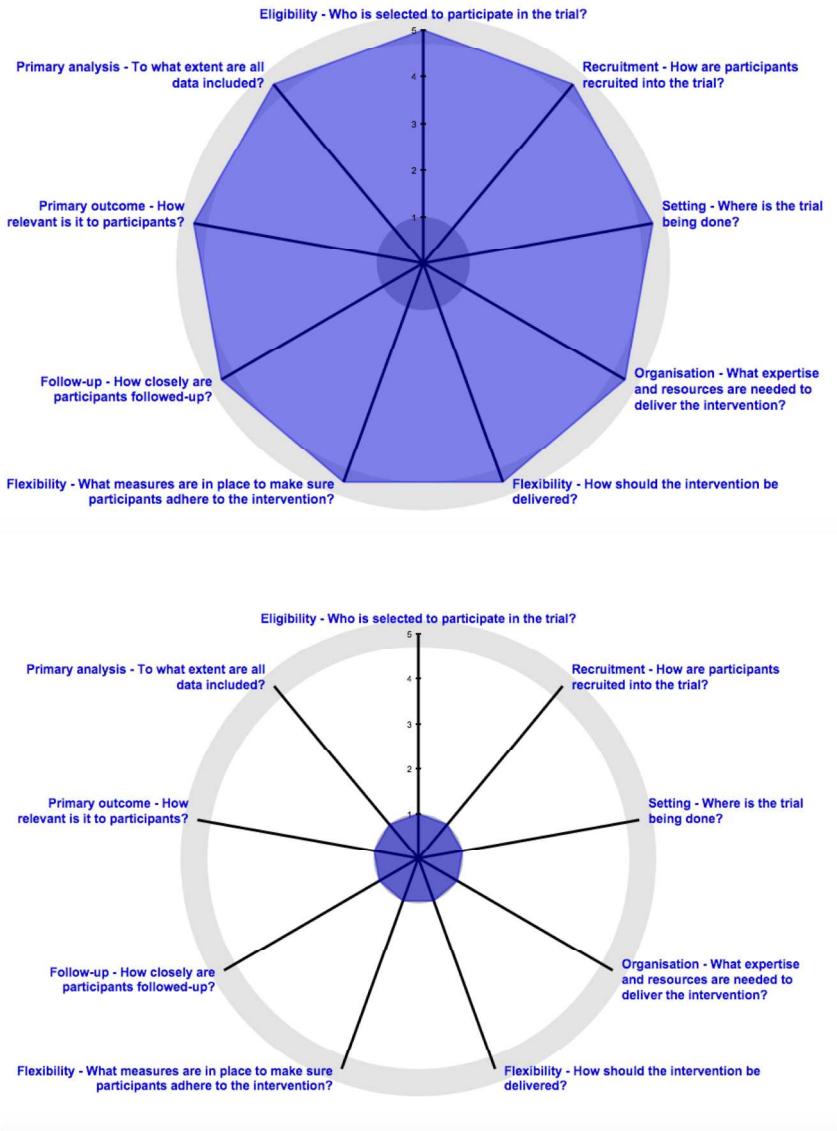 Eligibility - Who is selected to participate in the trial?
5
Primary analysis - To what extent are all
data included?
Recruitment - How are participants
recruited into the trial?
4
3
2
1
Primary outcome - How
relevant is it to participants?
Setting - Where is the trial
being done?
Follow-up - How closely are
participants followed-up?
Organisation - What expertise
and resources are needed to
deliver the intervention?
Flexibility - What measures are in place to make sure
participants adhere to the intervention?
Flexibility - How should the intervention be
delivered?
Eligibility - Who is selected to participate in the trial?
5
Primary analysis - To what extent are all
data included?
Recruitment - How are participants
recruited into the trial?
4
3
2
1
Primary outcome - How
relevant is it to participants?
Setting - Where is the trial
being done?
Follow-up - How closely are
participants followed-up?
Organisation - What expertise
and resources are needed to
deliver the intervention?
Flexibility - What measures are in place to make sure
participants adhere to the intervention?
Flexibility - How should the intervention be
delivered?